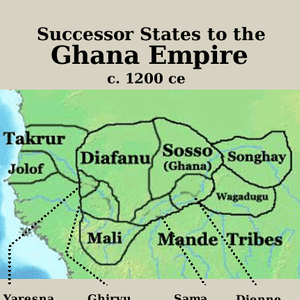 Successor States to the
Ghana Empire
c. 1200 ce
Takrur
Jolof
Diafanu
Sosso
(Ghana)
Songhay
Wagadugu
Mali
Mande Tribes
Yaresna
Ghiryu
Sama
Djenne